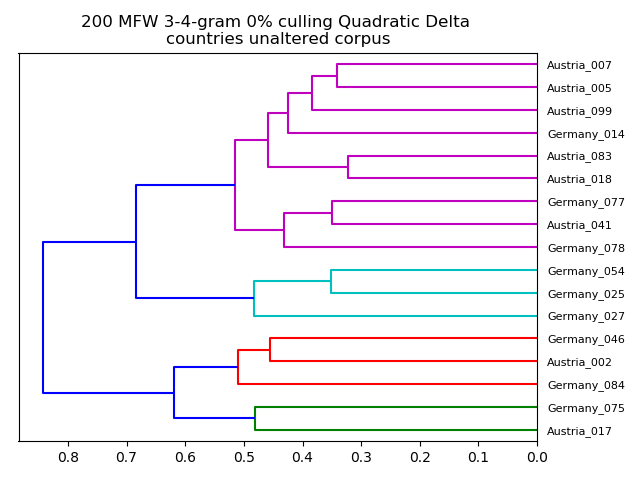 200 MFW 3-4-gram 0% culling Quadratic Delta
countries unaltered corpus
Austria_007
Austria_005
Austria_099
Germany_014
Austria_083
Austria_018
Germany_077
Austria_041
Germany_078
Germany_054
Germany_025
Germany_027
Germany_046
Austria_002
Germany_084
Germany_075
Austria_017
0.8 0.7 0.6 0.5 0.4 0.3 0.2 0.1 0.0